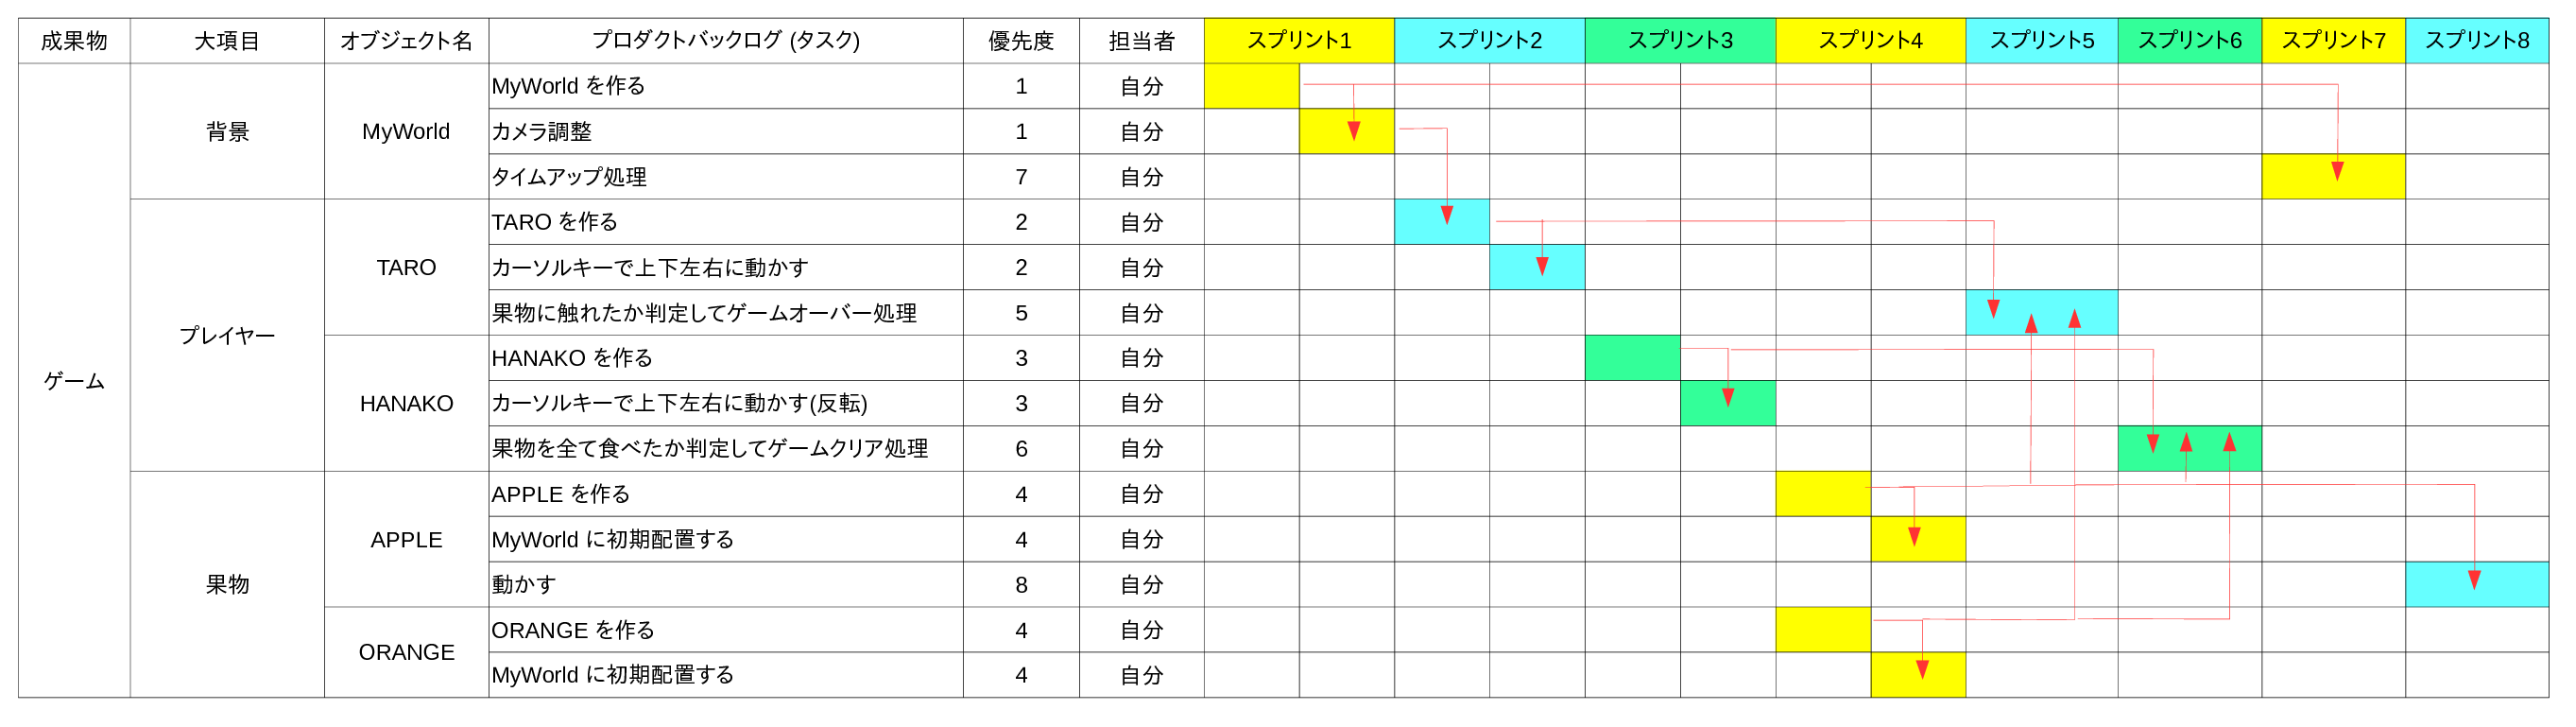 成果物 大項目 オブジェクト名 プロダクトバックログ (タスク) 優先度 担当者 スプリント1 スプリント2 スプリント3 スプリント4 スプリント5 スプリント6 スプリント7 スプリント8
ゲーム
背景
MyWorld
MyWorld を作る 1 自分
カメラ調整 1 自分
タイムアップ処理 7 自分
プレイヤー
TARO
TARO を作る 2 自分
カーソルキーで上下左右に動かす 2 自分
果物に触れたか判定してゲームオーバー処理 5 自分
HANAKO
HANAKO を作る 3 自分
カーソルキーで上下左右に動かす(反転) 3 自分
果物を全て食べたか判定してゲームクリア処理 6 自分
果物
APPLE
APPLE を作る 4 自分
MyWorld に初期配置する 4 自分
動かす 8 自分
ORANGE
ORANGE を作る 4 自分
MyWorld に初期配置する 4 自分